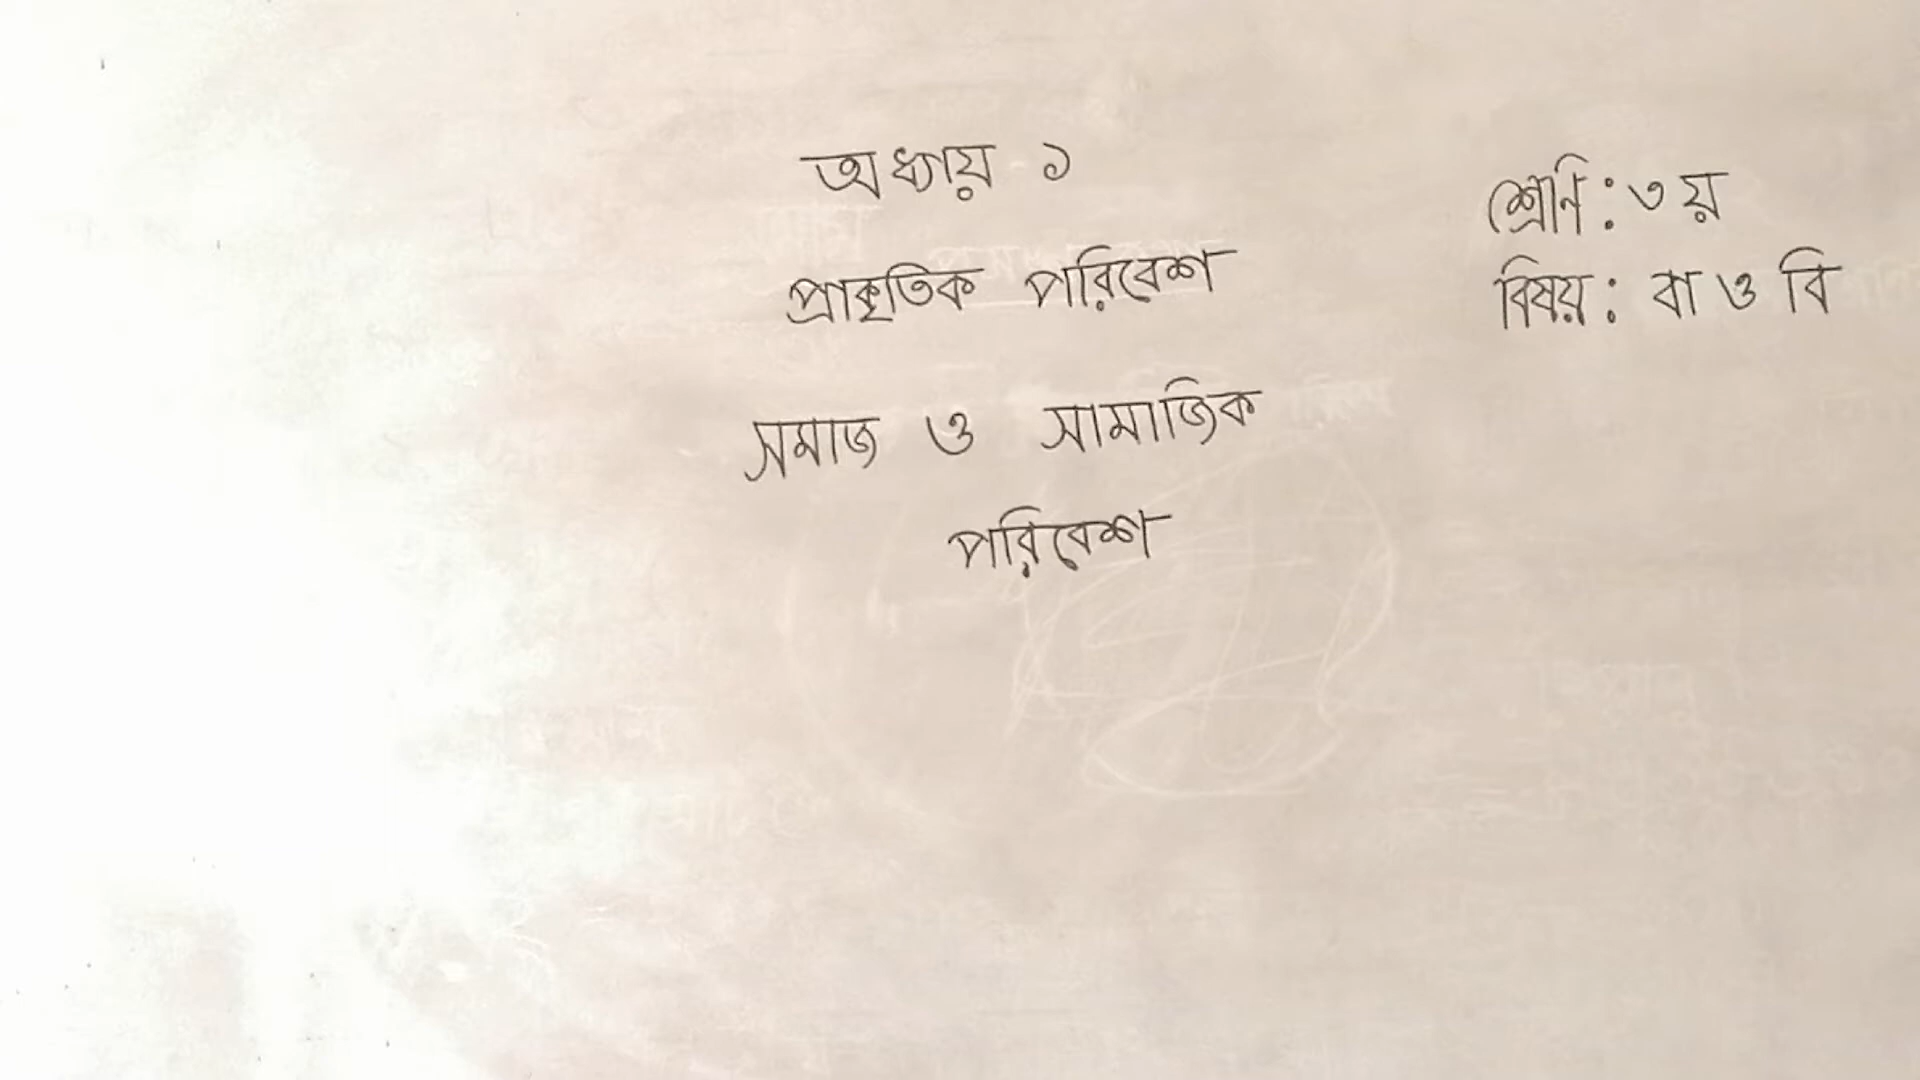 অধ্যায় ১
প্রাকৃতিক পরিবেশ
সমাজ ও সামাজিক
পরিবেশ
শ্রেণি : ৩য়
বিষয় : বা ও বি